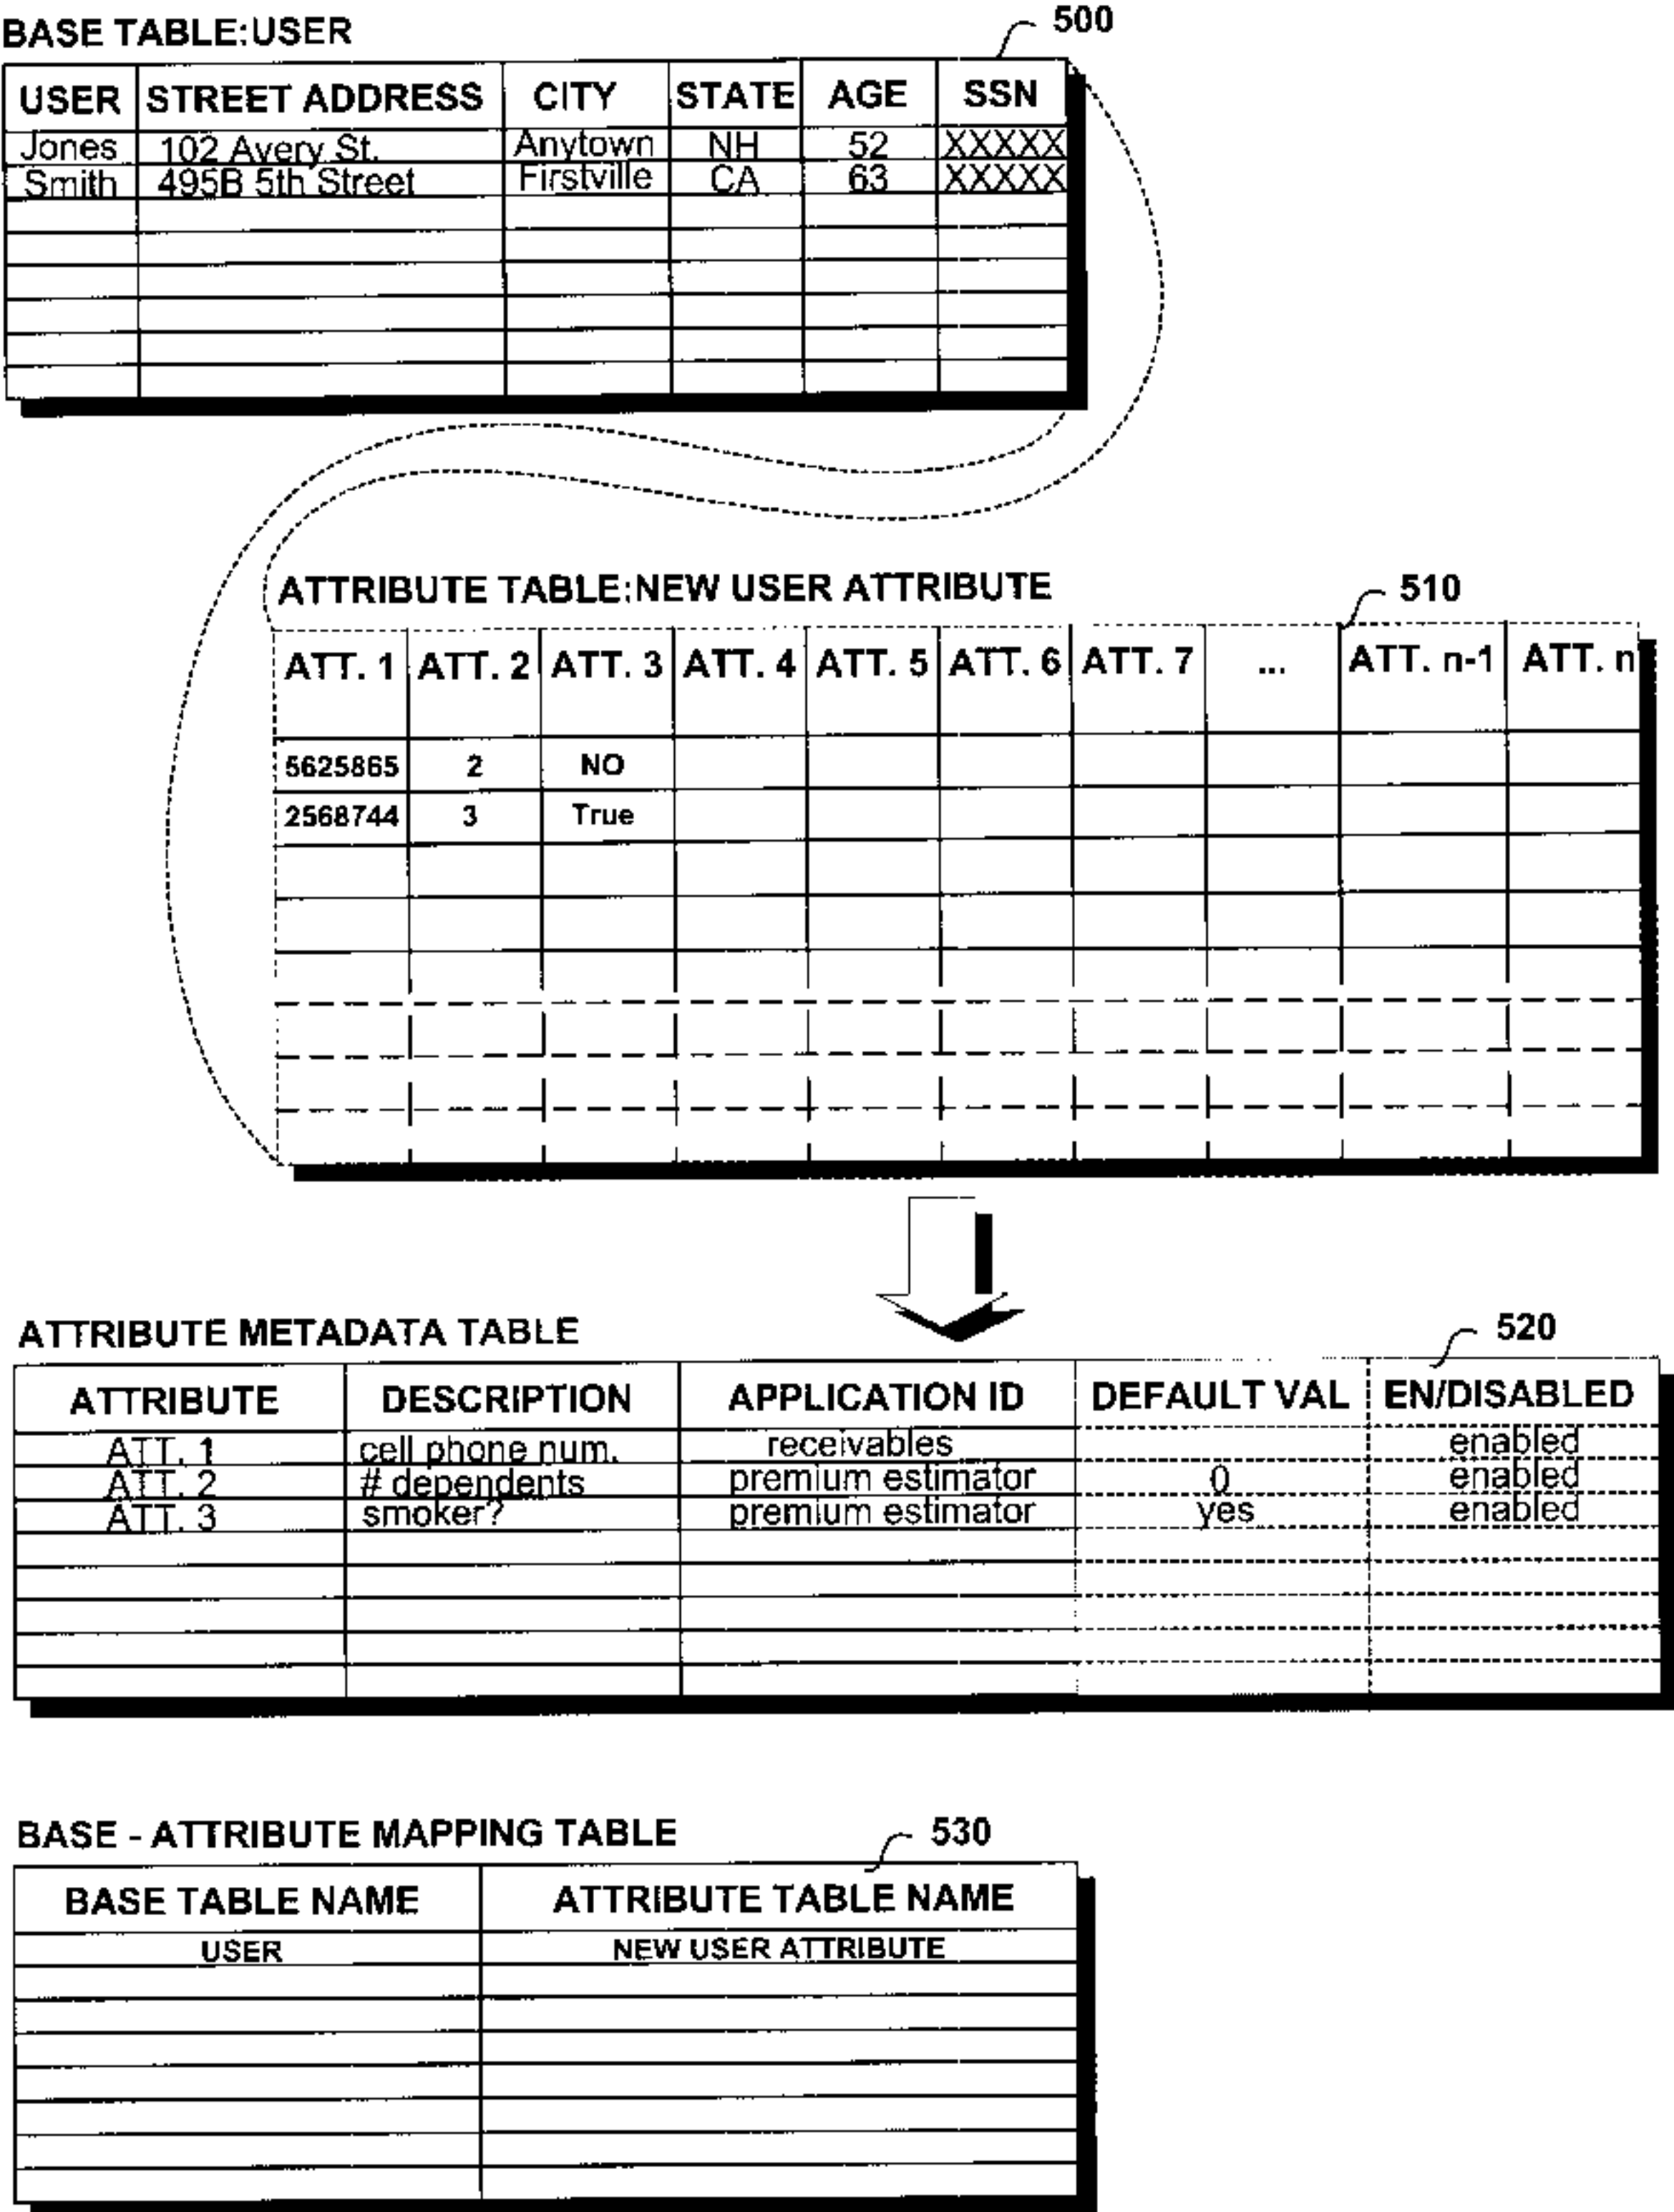 BASE TABLE:USER 500
USER STREET ADDRESS CITY STATE AGE SSN
Jones 102 Avery St. Anytown NH 52 XXXXX
Smith 495B 5th Street Firstville CA 63 XXXXX
ATTRIBUTE TABLE:NEW USER ATTRIBUTE 510
ATT. 1 ATT. 2 ATT. 3 ATT. 4 ATT. 5 ATT. 6 ATT. 7 ... ATT. n-1 ATT. n
5625865 2 NO
2568744 3 True
ATTRIBUTE METADATA TABLE 520
ATTRIBUTE DESCRIPTION APPLICATION ID DEFAULT VAL EN/DISABLED
ATT. 1 cell phone num. receivables enabled
ATT. 2 # dependents premium estimator 0 enabled
ATT. 3 smoker? premium estimator yes enabled
BASE - ATTRIBUTE MAPPING TABLE 530
BASE TABLE NAME ATTRIBUTE TABLE NAME
USER NEW USER ATTRIBUTE